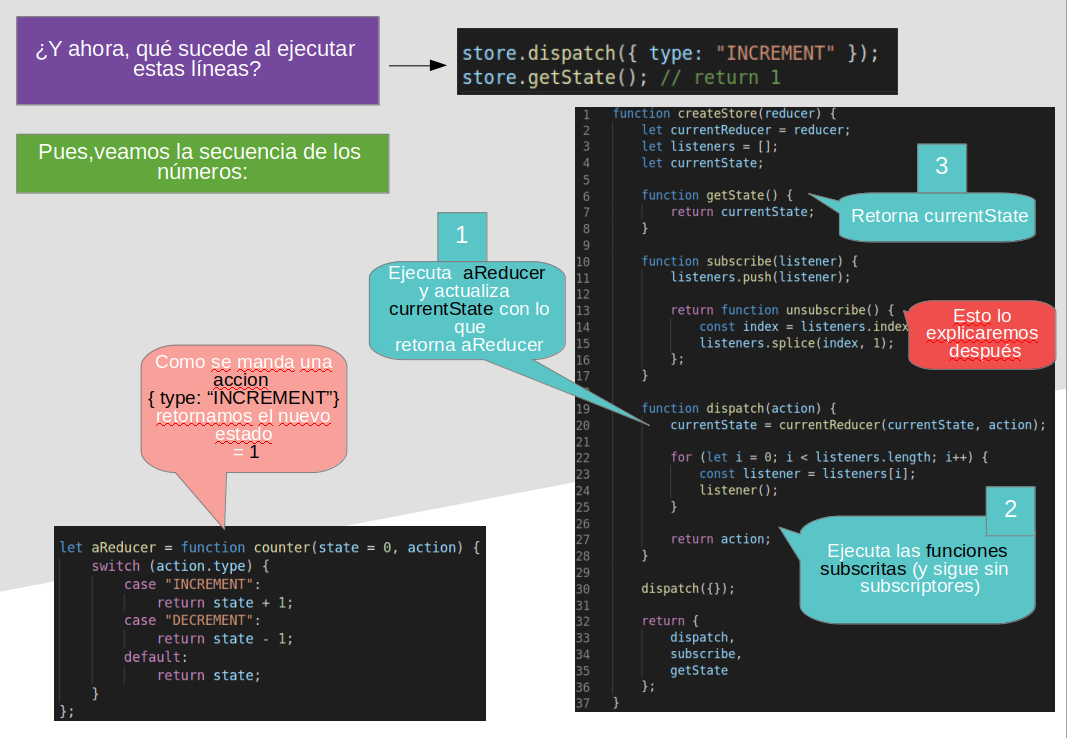 ¿Y ahora, qué sucede al ejecutar
estas líneas?
store.dispatch({ type: "INCREMENT" });
store.getState(); // return 1
Pues,veamos la secuencia de los
números:
1
Ejecuta aReducer
y actualiza
currentState con lo
que
retorna aReducer
Como se manda una
accion
{ type: “INCREMENT”}
retornamos el nuevo
estado
= 1
let aReducer = function counter(state = 0, action) {
switch (action.type) {
case "INCREMENT":
return state + 1;
case "DECREMENT":
return state - 1;
default:
return state;
}
};
1 function createStore(reducer) {
2 let currentReducer = reducer;
3 let listeners = [];
4 let currentState;
5
6 function getState() {
7 return currentState;
8 }
9
10 function subscribe(listener) {
11 listeners.push(listener);
12
13 return function unsubscribe() {
14 const index = listeners.index
15 listeners.splice(index, 1);
16 };
17 }
19 function dispatch(action) {
20 currentState = currentReducer(currentState, action);
21
22 for (let i = 0; i < listeners.length; i++) {
23 const listener = listeners[i];
24 listener();
25 }
26
27 return action;
28 }
29
30 dispatch({});
31
32 return {
33 dispatch,
34 subscribe,
35 getState
36 };
37 }
3
Retorna currentState
Esto lo
explicaremos
después
2
Ejecuta las funciones
subscritas (y sigue sin
subscriptores)